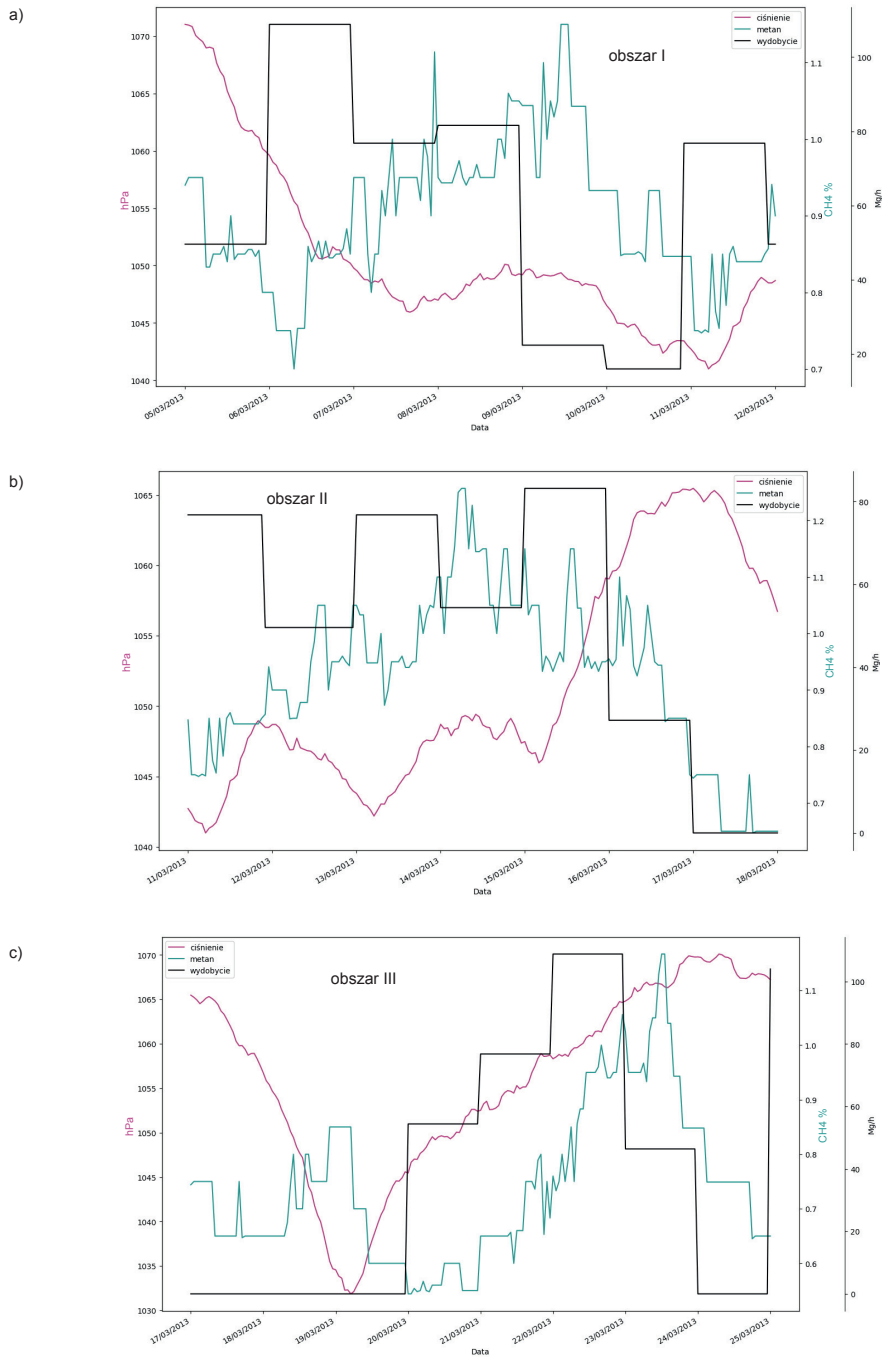 a)
obszar I
ciśnienie
metan
wydobycie
1070
1065
1060
1055
1050
1045
1040
hPa
1.1
1.0
0.9
0.8
0.7
CH4 %
100
80
60
40
20
Mg/h
05/03/2013
06/03/2013
07/03/2013
08/03/2013
09/03/2013
10/03/2013
11/03/2013
12/03/2013
Data
b)
obszar II
ciśnienie
metan
wydobycie
1065
1060
1055
1050
1045
1040
hPa
1.2
1.1
1.0
0.9
0.8
0.7
CH4 %
80
60
40
20
0
Mg/h
11/03/2013
12/03/2013
13/03/2013
14/03/2013
15/03/2013
16/03/2013
17/03/2013
18/03/2013
Data
c)
ciśnienie
metan
wydobycie
obszar III
1070
1065
1060
1055
1050
1045
1040
1035
1030
hPa
1.1
1.0
0.9
0.8
0.7
0.6
CH4 %
100
80
60
40
20
0
Mg/h
17/03/2013
18/03/2013
19/03/2013
20/03/2013
21/03/2013
22/03/2013
23/03/2013
24/03/2013
25/03/2013
Data